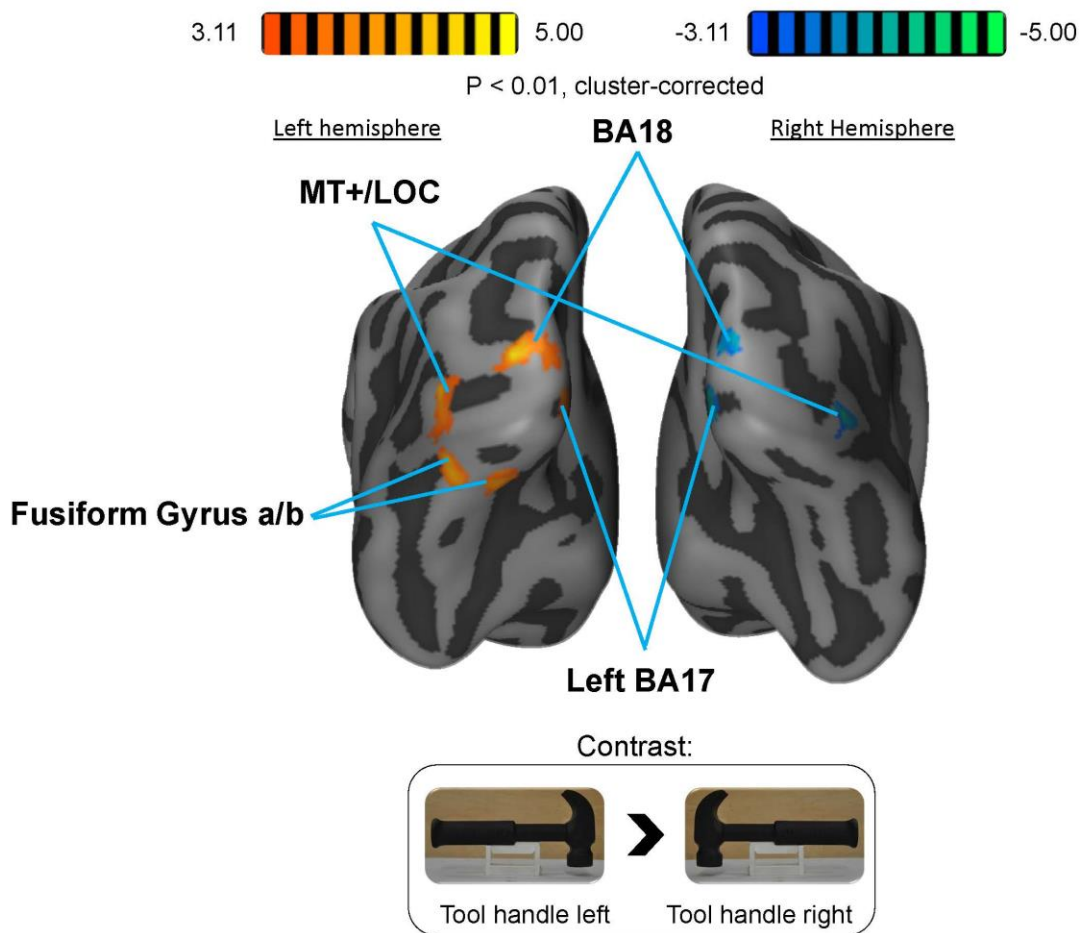 3.11 5.00 -3.11 -5.00
P < 0.01, cluster-corrected
Left hemisphere BA18 Right Hemisphere
MT+/LOC
Fusiform Gyrus a/b
Left BA17
Contrast:
Tool handle left Tool handle right